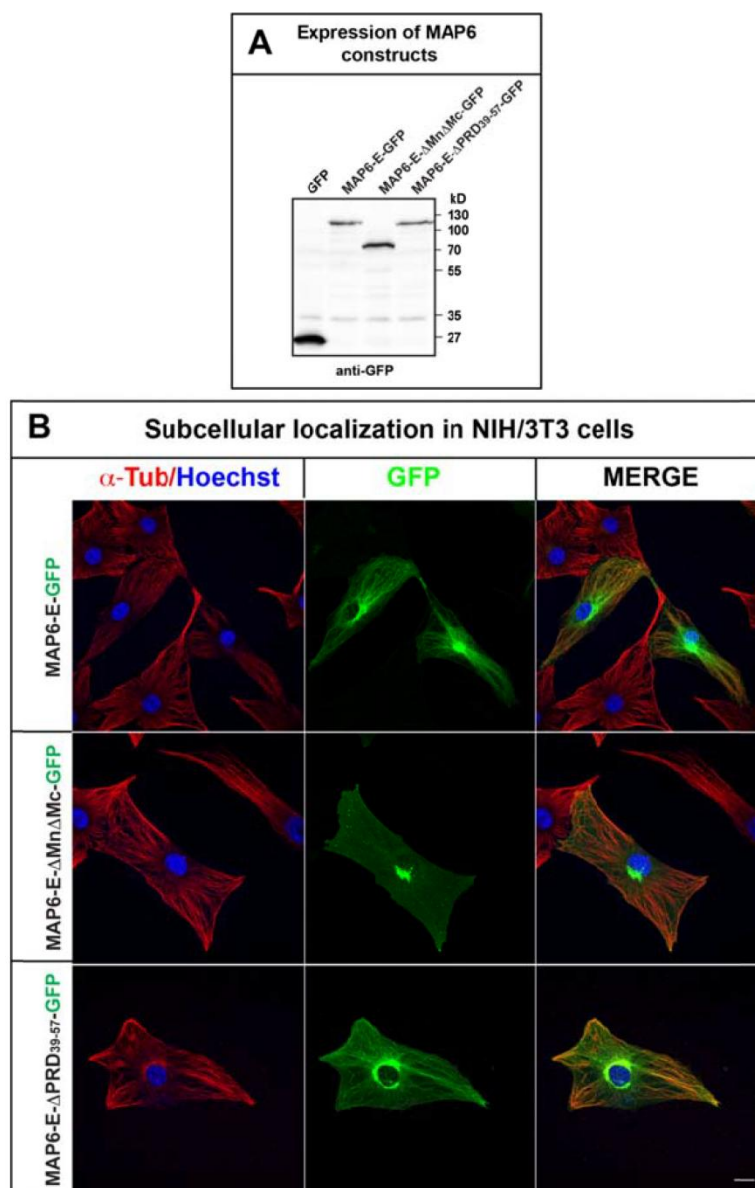 A Expression of MAP6
constructs
GFP
MAP6-E-GFP
MAP6-E-ΔMnΔMc-GFP
MAP6-E-ΔPRD39-57-GFP
kD
130
100
70
55
35
27
anti-GFP
B Subcellular localization in NIH/3T3 cells
α-Tub/Hoechst GFP MERGE
MAP6-E-GFP
MAP6-E-ΔMnΔMc-GFP
MAP6-E-ΔPRD39-57-GFP